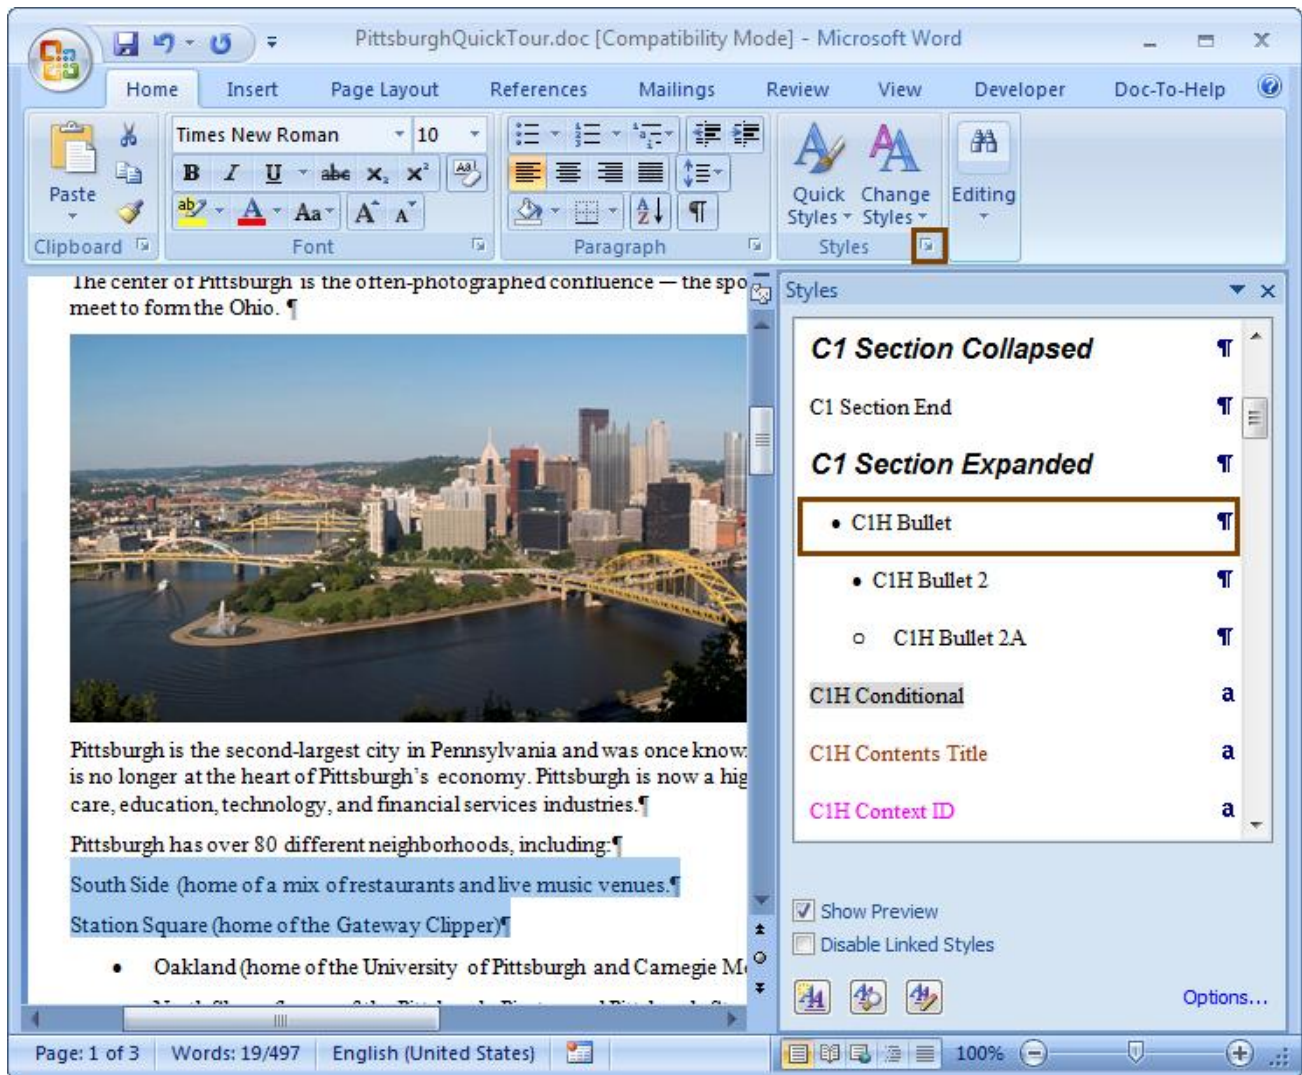 PittsburghQuickTour.doc [Compatibility Mode] - Microsoft Word
Home Insert Page Layout References Mailings Review View Developer Doc-To-Help
Times New Roman 10
Paste
Quick Styles
Change Styles
Editing
Clipboard Font Paragraph Styles
The center of Pittsburgh is the often-photographed confluence — the spo
meet to form the Ohio. ¶
Pittsburgh is the second-largest city in Pennsylvania and was once know
is no longer at the heart of Pittsburgh's economy. Pittsburgh is now a hig
care, education, technology, and financial services industries.¶
Pittsburgh has over 80 different neighborhoods, including:¶
South Side (home of a mix of restaurants and live music venues.¶
Station Square (home of the Gateway Clipper)¶
• Oakland (home of the University of Pittsburgh and Carnegie M
Styles
C1 Section Collapsed ¶
C1 Section End ¶
C1 Section Expanded ¶
• C1H Bullet ¶
• C1H Bullet 2 ¶
o C1H Bullet 2A ¶
C1H Conditional a
C1H Contents Title a
C1H Context ID a
Show Preview
Disable Linked Styles
Options...
Page: 1 of 3 Words: 19/497 English (United States) 100%